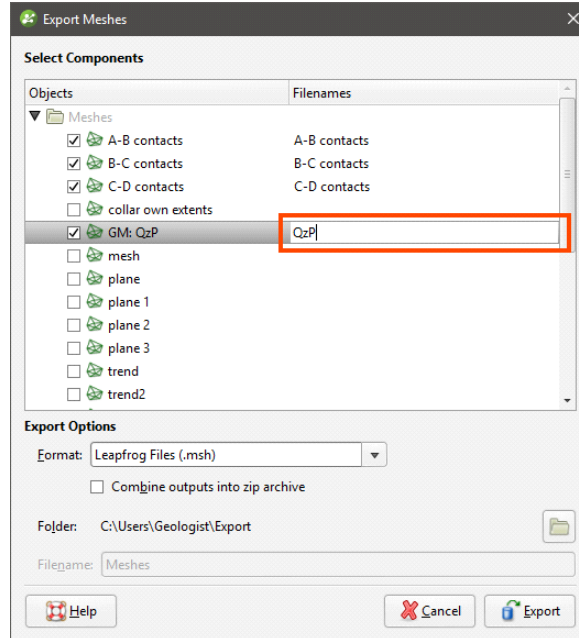 Export Meshes
Select Components
Objects Filenames
Meshes
A-B contacts A-B contacts
B-C contacts B-C contacts
C-D contacts C-D contacts
collar own extents
GM: QzP QzP
mesh
plane
plane 1
plane 2
plane 3
trend
trend2
Export Options
Format: Leapfrog Files (.msh)
Combine outputs into zip archive
Folder: C:\Users\Geologist\Export
Filename: Meshes
Help Cancel Export